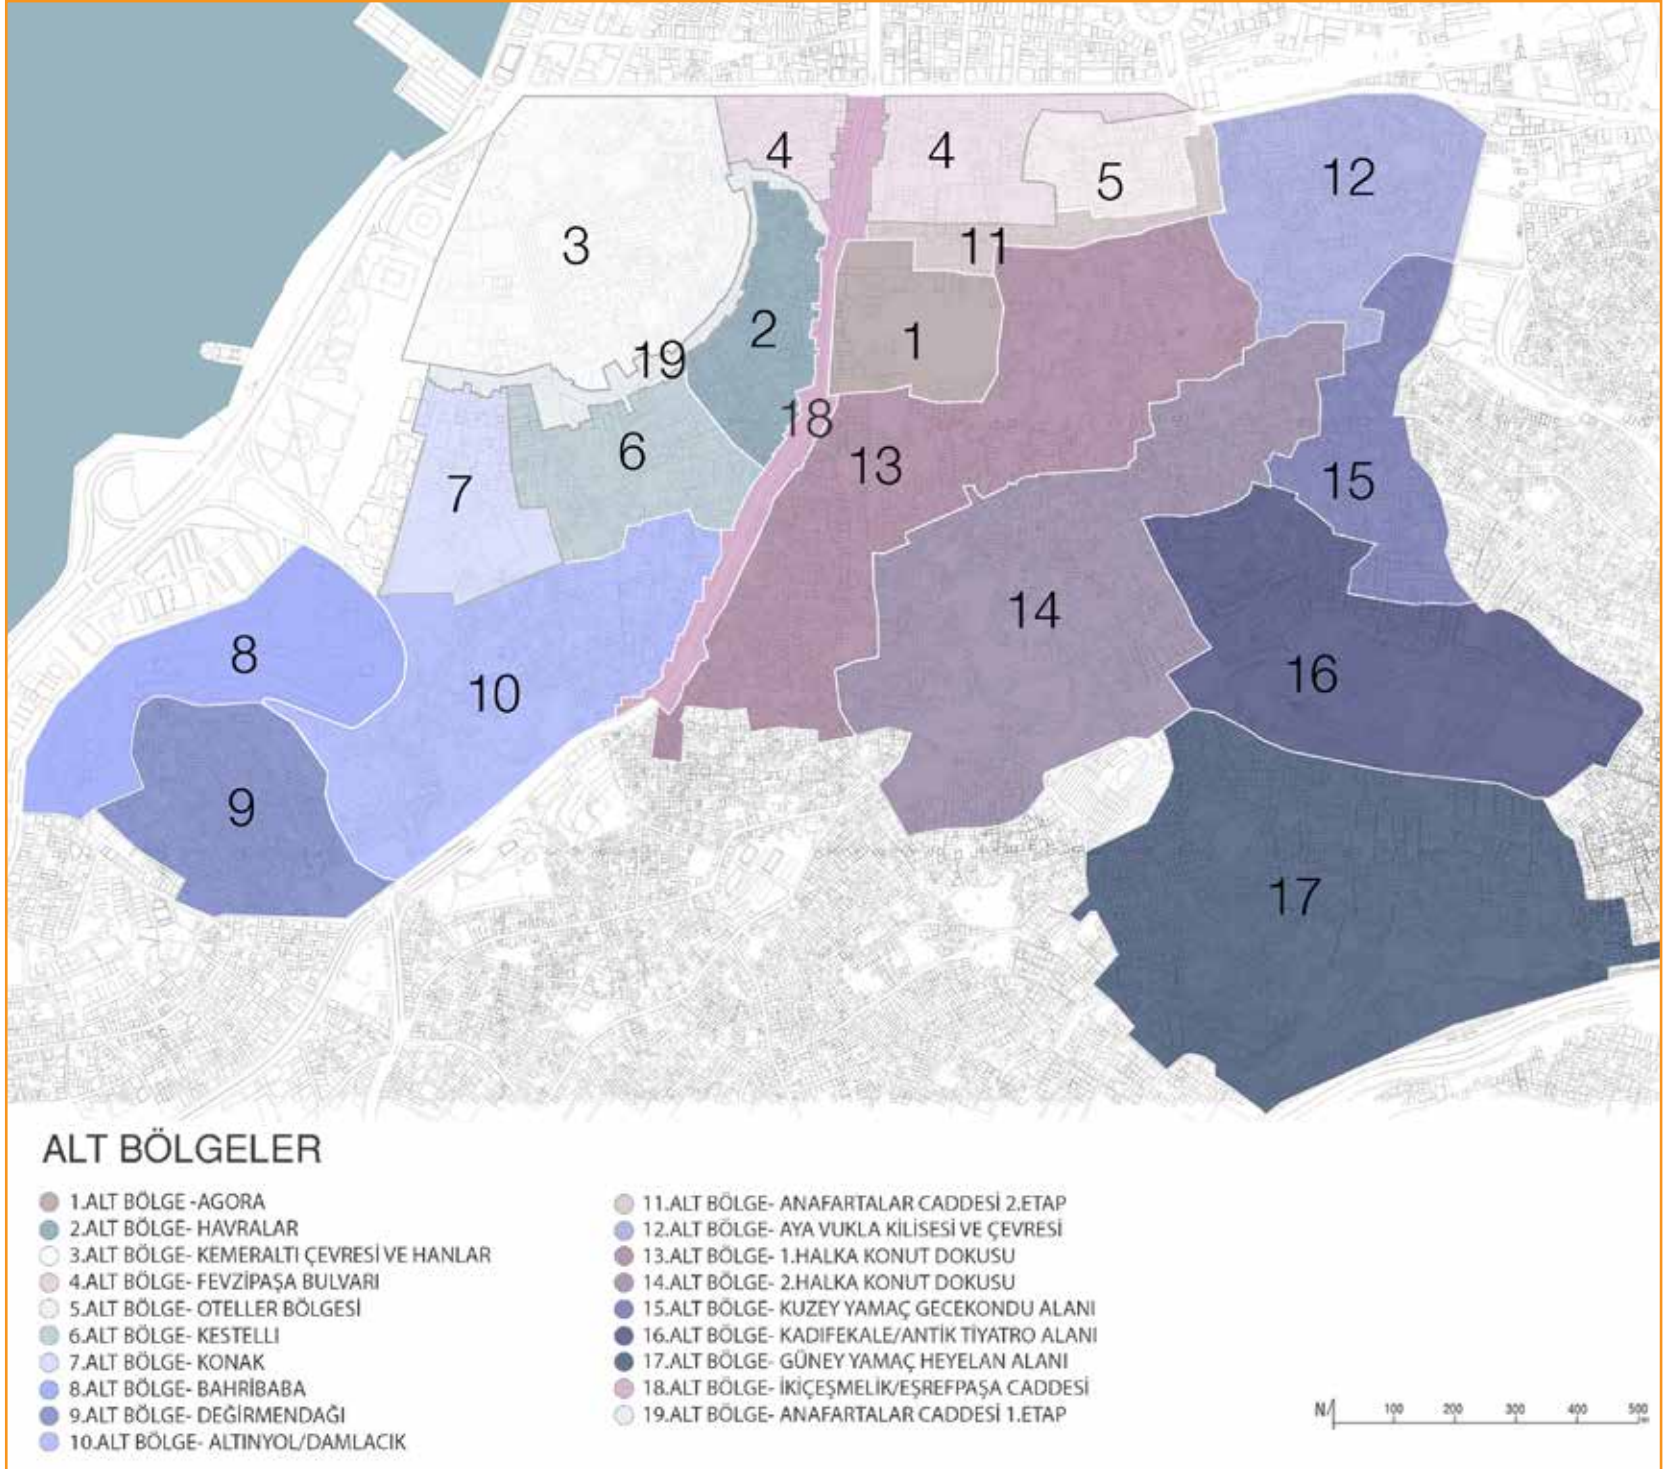 4
4
5
12
3
11
2
1
19
18
6
13
7
15
14
8
16
10
9
17
ALT BÖLGELER
1.ALT BÖLGE -AGORA
2.ALT BÖLGE- HAVRALAR
3.ALT BÖLGE- KEMERALTI ÇEVRESİ VE HANLAR
4.ALT BÖLGE- FEVZİPAŞA BULVARI
5.ALT BÖLGE- OTELLER BÖLGESİ
6.ALT BÖLGE- KESTELLI
7.ALT BÖLGE- KONAK
8.ALT BÖLGE- BAHRİBABA
9.ALT BÖLGE- DEĞİRMENDAĞI
10.ALT BÖLGE- ALTINYOL/DAMLACIK
11.ALT BÖLGE- ANAFARTALAR CADDESİ 2.ETAP
12.ALT BÖLGE- AYA VUKLA KİLİSESİ VE ÇEVRESİ
13.ALT BÖLGE- 1.HALKA KONUT DOKUSU
14.ALT BÖLGE- 2.HALKA KONUT DOKUSU
15.ALT BÖLGE- KUZEY YAMAÇ GECEKONDU ALANI
16.ALT BÖLGE- KADIFEKALE/ANTİK TİYATRO ALANI
17.ALT BÖLGE- GÜNEY YAMAÇ HEYELAN ALANI
18.ALT BÖLGE- İKİÇEŞMELİK/EŞREFPAŞA CADDESİ
19.ALT BÖLGE- ANAFARTALAR CADDESİ 1.ETAP
N 100 200 300 400 500